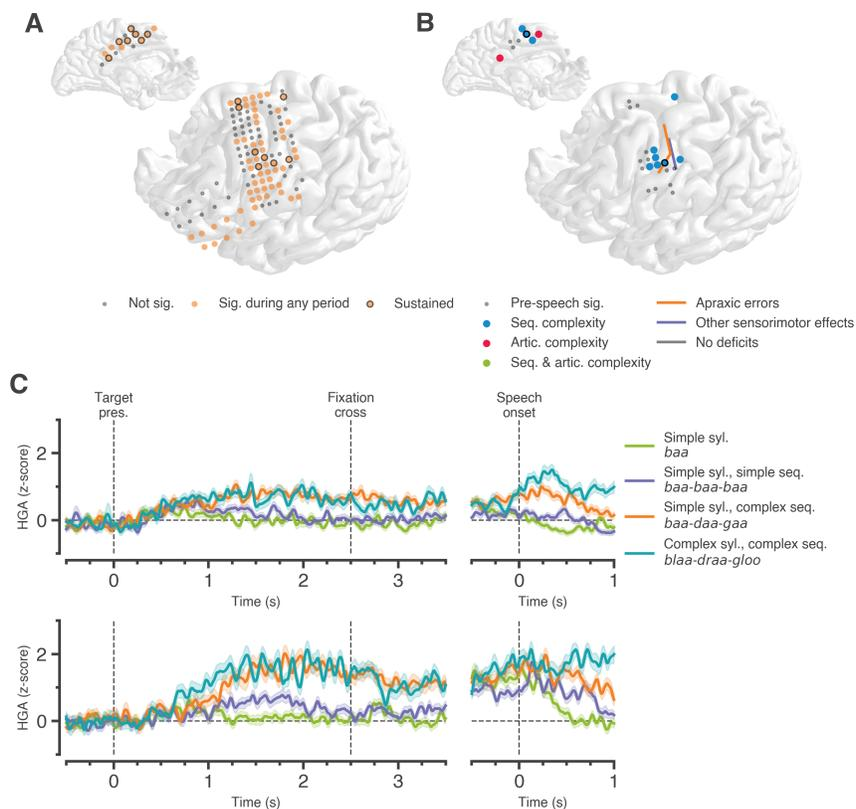 A
B
Not sig.
Sig. during any period
Sustained
Pre-speech sig.
Seq. complexity
Artic. complexity
Seq. & artic. complexity
Apraxic errors
Other sensorimotor effects
No deficits
C
Target
pres.
Fixation
cross
Speech
onset
HGA (z-score)
2
0
0
1
2
3
0
1
Time (s)
Time (s)
Simple syl.
baa
Simple syl., simple seq.
baa-baa-baa
Simple syl., complex seq.
baa-daa-gaa
Complex syl., complex seq.
blaa-draa-gloo
HGA (z-score)
2
0
0
1
2
3
0
1
Time (s)
Time (s)